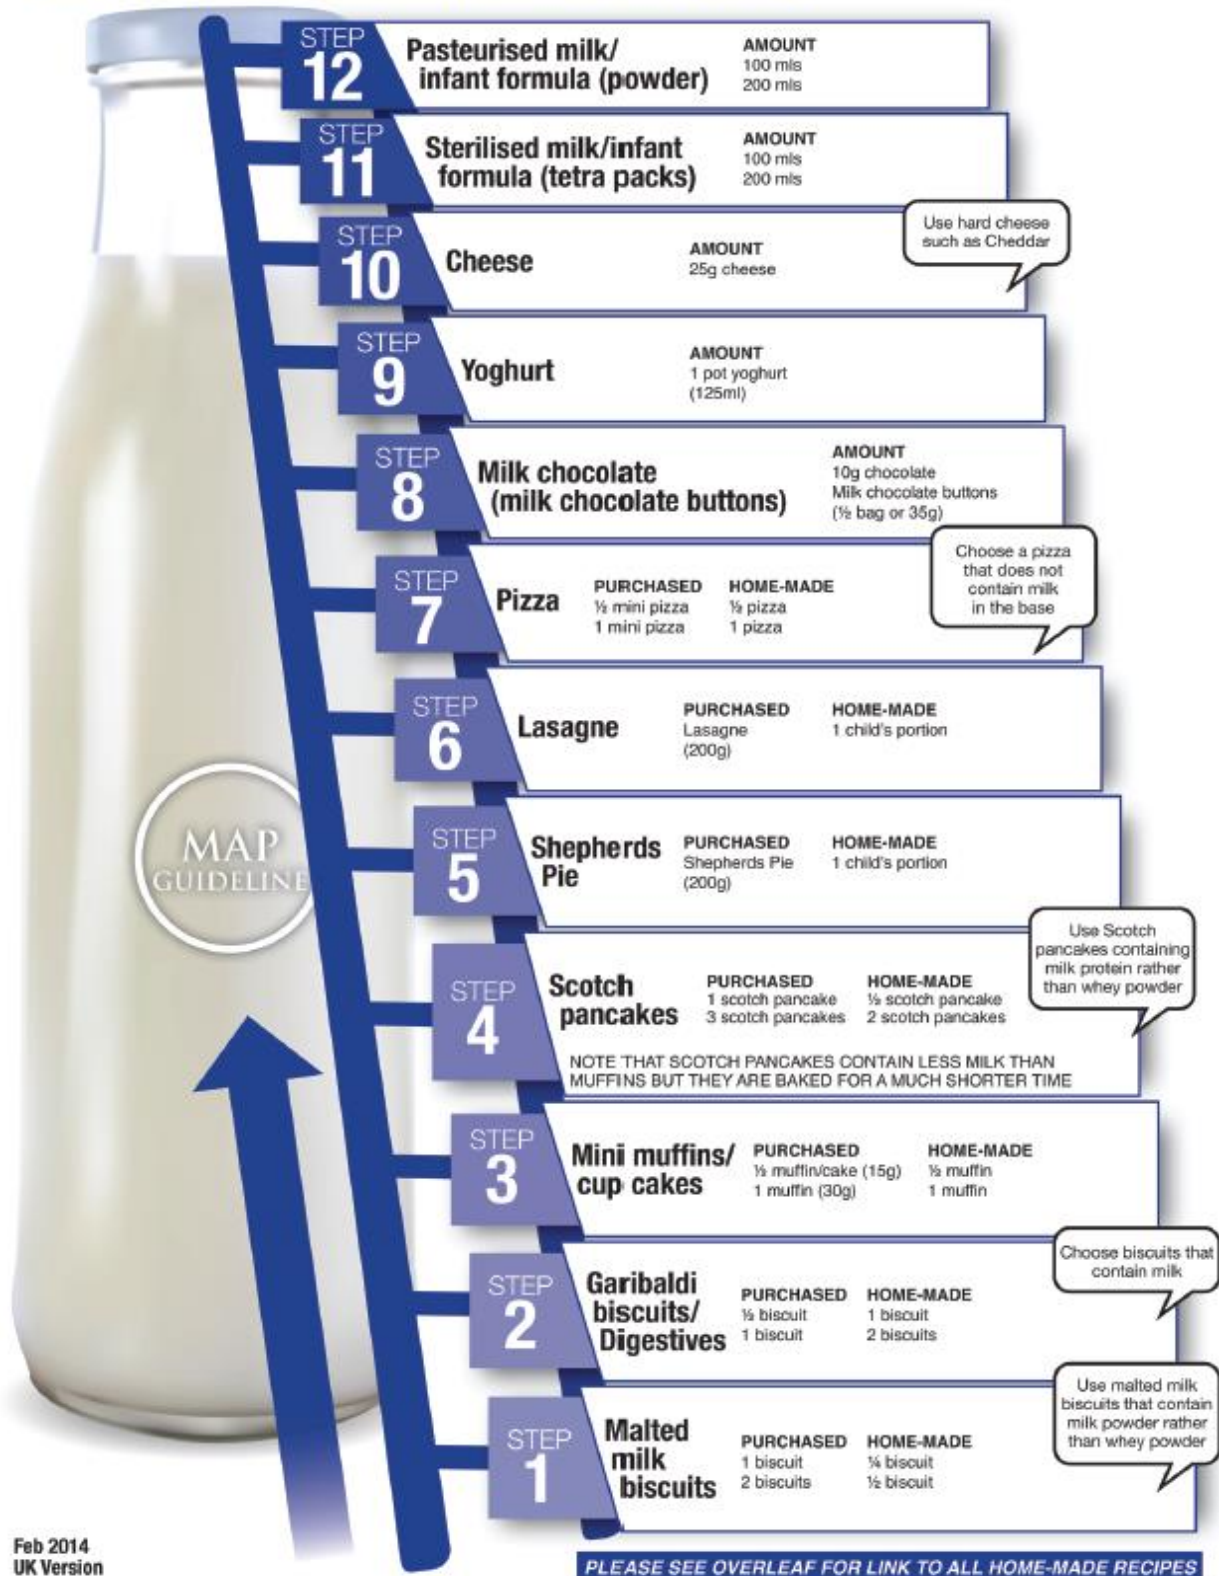 STEP
12
Pasteurised milk/
infant formula (powder)
AMOUNT
100 mls
200 mls
STEP
11
Sterilised milk/infant
formula (tetra packs)
AMOUNT
100 mls
200 mls
STEP
10
Cheese
AMOUNT
25g cheese
Use hard cheese
such as Cheddar
STEP
9
Yoghurt
AMOUNT
1 pot yoghurt
(125ml)
STEP
8
Milk chocolate
(milk chocolate buttons)
AMOUNT
10g chocolate
Milk chocolate buttons
(½ bag or 35g)
STEP
7
Pizza
PURCHASED
½ mini pizza
1 mini pizza
HOME-MADE
½ pizza
1 pizza
Choose a pizza
that does not
contain milk
in the base
STEP
6
Lasagne
PURCHASED
Lasagne
(200g)
HOME-MADE
1 child's portion
MAP
GUIDELINE
STEP
5
Shepherds
Pie
PURCHASED
Shepherds Pie
(200g)
HOME-MADE
1 child's portion
STEP
4
Scotch
pancakes
PURCHASED
1 scotch pancake
3 scotch pancakes
HOME-MADE
½ scotch pancake
2 scotch pancakes
Use Scotch
pancakes containing
milk protein rather
than whey powder
NOTE THAT SCOTCH PANCAKES CONTAIN LESS MILK THAN
MUFFINS BUT THEY ARE BAKED FOR A MUCH SHORTER TIME
STEP
3
Mini muffins/
cup cakes
PURCHASED
½ muffin/cake (15g)
1 muffin (30g)
HOME-MADE
½ muffin
1 muffin
STEP
2
Garibaldi
biscuits/
Digestives
PURCHASED
½ biscuit
1 biscuit
HOME-MADE
1 biscuit
2 biscuits
Choose biscuits that
contain milk
STEP
1
Malted
milk
biscuits
PURCHASED
1 biscuit
2 biscuits
HOME-MADE
¼ biscuit
½ biscuit
Use malted milk
biscuits that contain
milk powder rather
than whey powder
Feb 2014
UK Version
PLEASE SEE OVERLEAF FOR LINK TO ALL HOME-MADE RECIPES